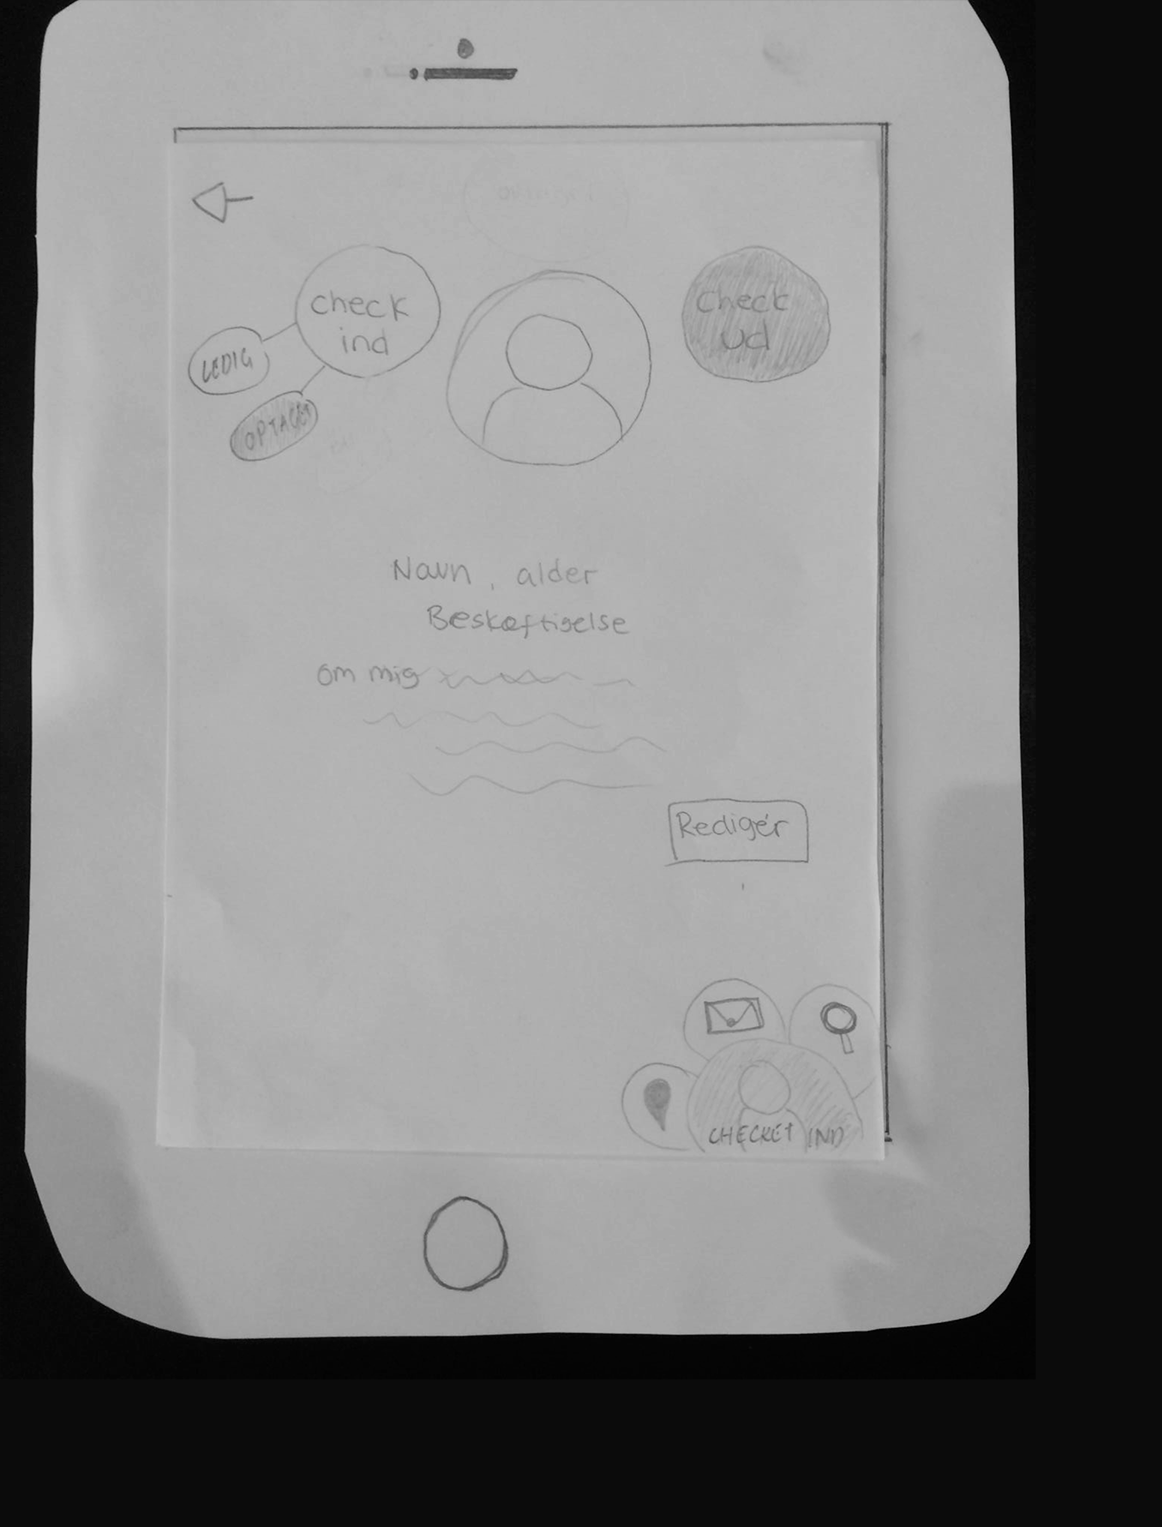 check
ind
LEDIG
OPTAGET
check
ud
Navn, alder
Beskæftigelse
om mig
Redigér
CHECKET IND